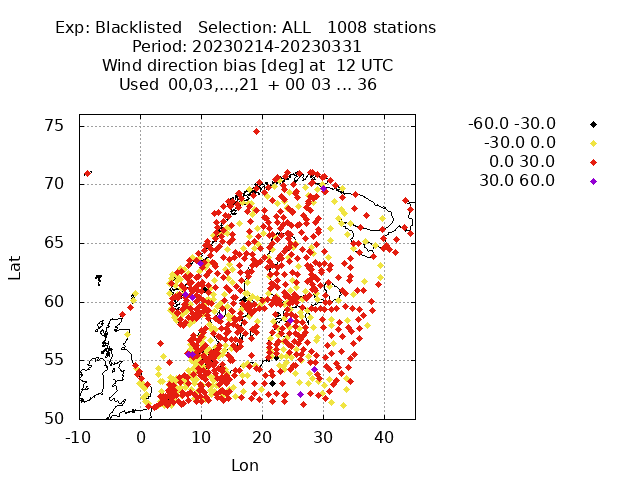 Exp: Blacklisted   Selection: ALL   1008 stations
Period: 20230214-20230331
Wind direction bias [deg] at  12 UTC
Used  00,03,...,21  + 00 03 ... 36
-60.0 -30.0
-30.0 0.0
0.0 30.0
30.0 60.0
75
70
65
60
55
50
Lat
-10 0 10 20 30 40
Lon